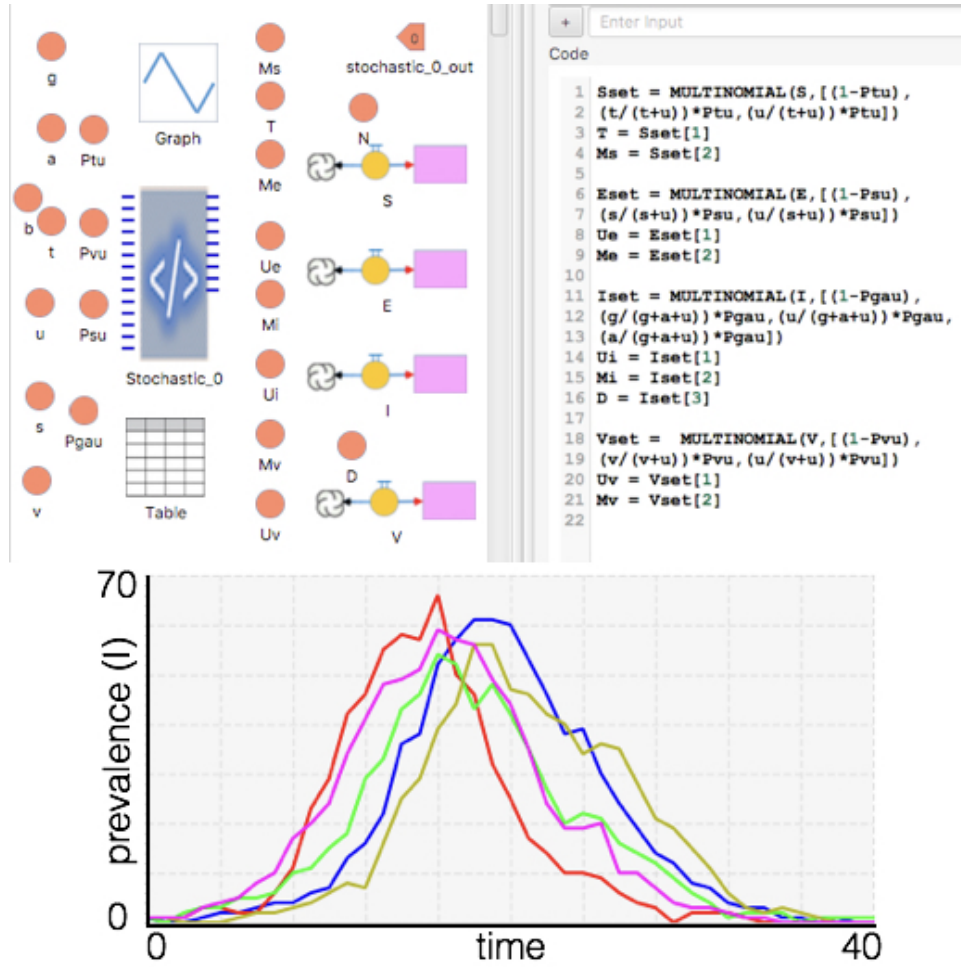 g
a
Ptu
b
t
Pvu
u
Psu
s
Pgau
v
Graph
Stochastic_0
Table
Ms
T
Me
Ue
Mi
Ui
Mv
Uv
0
stochastic_0_out
N
S
E
I
D
V
+
Enter Input
Code
1 Sset = MULTINOMIAL(S,[(1-Ptu),
2 (t/(t+u))*Ptu,(u/(t+u))*Ptu])
3 T = Sset[1]
4 Ms = Sset[2]
5
6 Eset = MULTINOMIAL(E,[(1-Psu),
7 (s/(s+u))*Psu,(u/(s+u))*Psu])
8 Ue = Eset[1]
9 Me = Eset[2]
10
11 Iset = MULTINOMIAL(I,[(1-Pgau),
12 (g/(g+a+u))*Pgau,(u/(g+a+u))*Pgau,
13 (a/(g+a+u))*Pgau])
14 Ui = Iset[1]
15 Mi = Iset[2]
16 D = Iset[3]
17
18 Vset =  MULTINOMIAL(V,[(1-Pvu),
19 (v/(v+u))*Pvu,(u/(v+u))*Pvu])
20 Uv = Vset[1]
21 Mv = Vset[2]
22
70
prevalence (I)
0
0
time
40